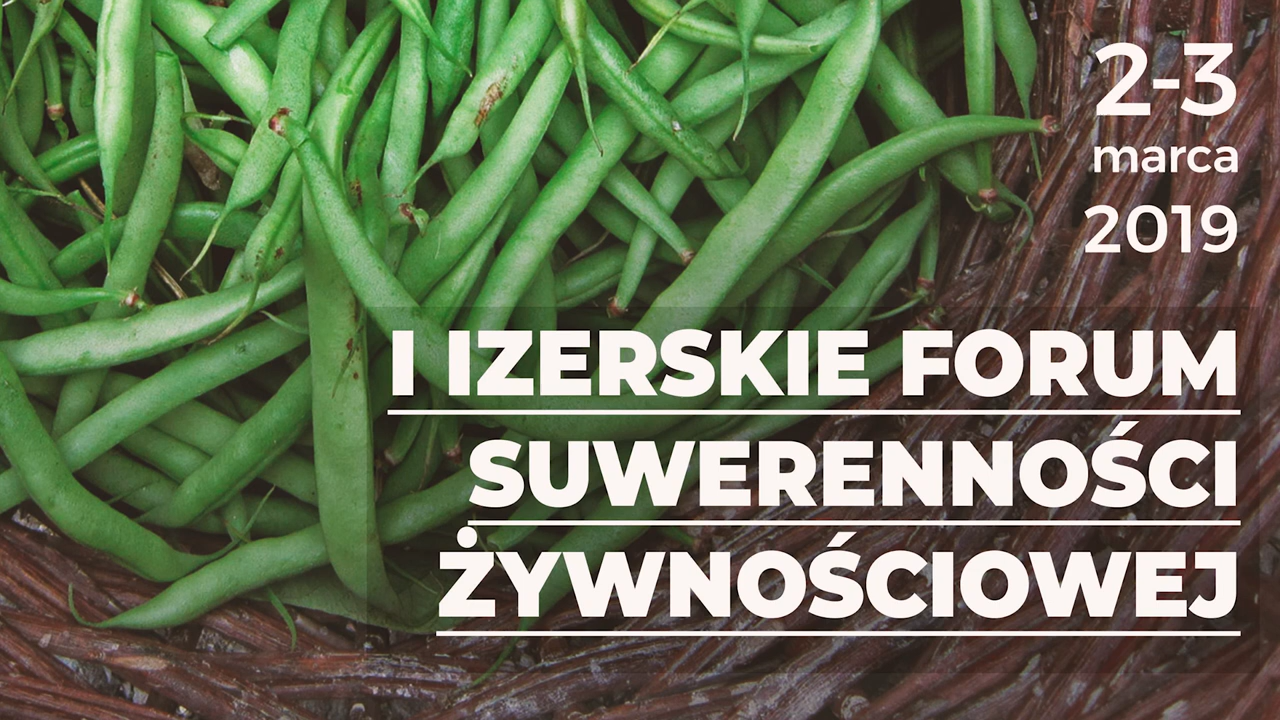 2-3
marca
2019
I IZERSKIE FORUM
SUWERENNOŚCI
ŻYWNOŚCIOWEJ